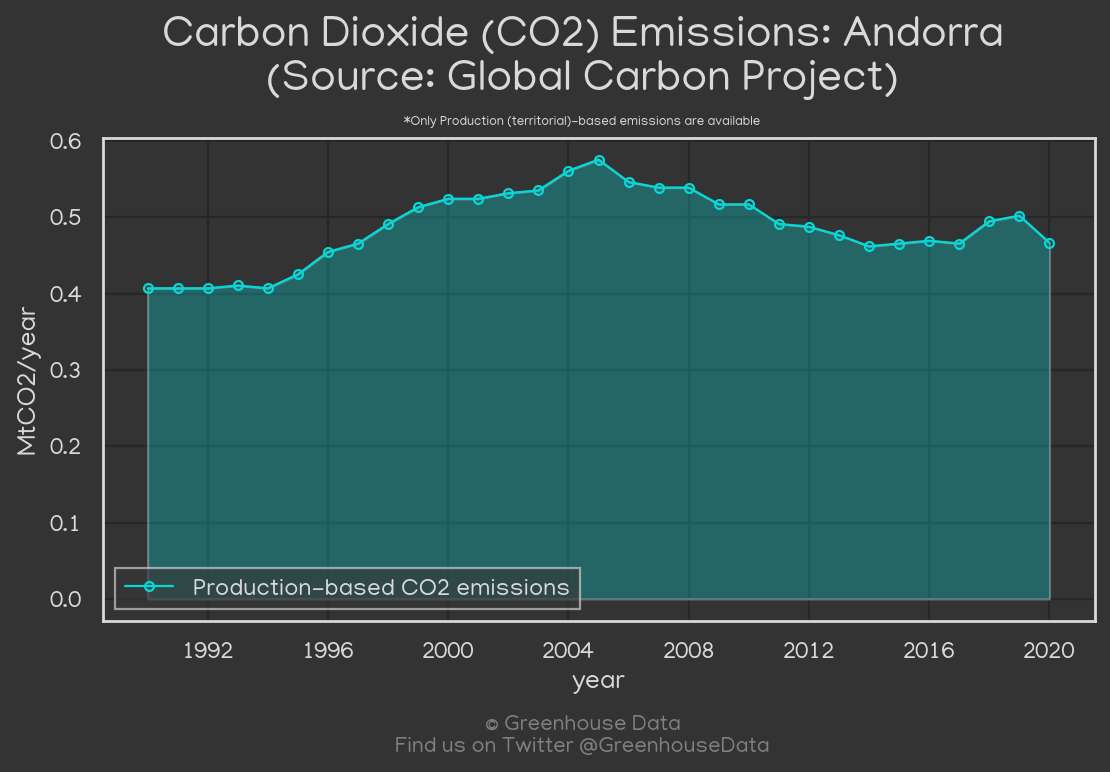 Carbon Dioxide (CO2) Emissions: Andorra
(Source: Global Carbon Project)
*Only Production (territorial)-based emissions are available
0.6
0.5
0.4
0.3
0.2
0.1
0.0
MtCO2/year
Production-based CO2 emissions
1992 1996 2000 2004 2008 2012 2016 2020
year
© Greenhouse Data
Find us on Twitter @GreenhouseData